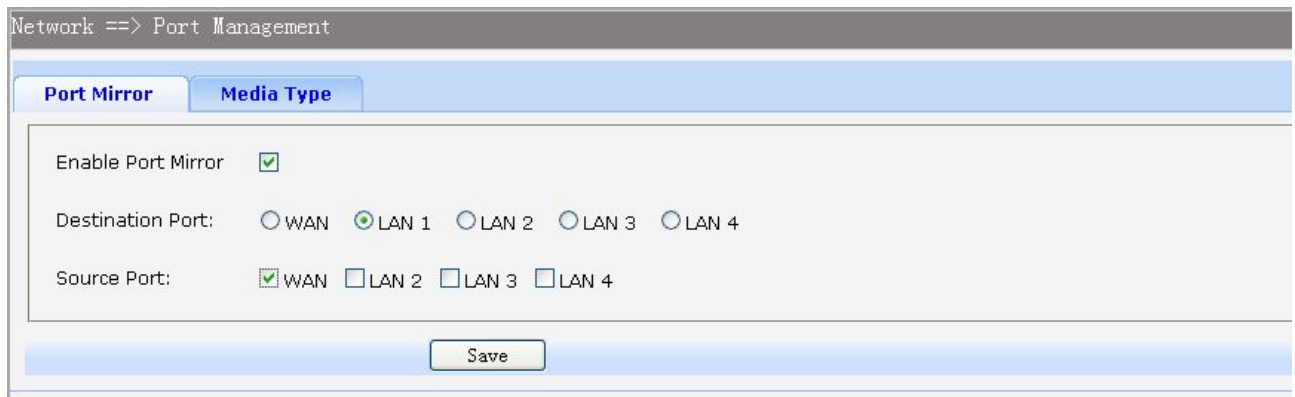 Network ==> Port Management
Port Mirror Media Type
Enable Port Mirror
Destination Port: WAN LAN 1 LAN 2 LAN 3 LAN 4
Source Port: WAN LAN 2 LAN 3 LAN 4
Save